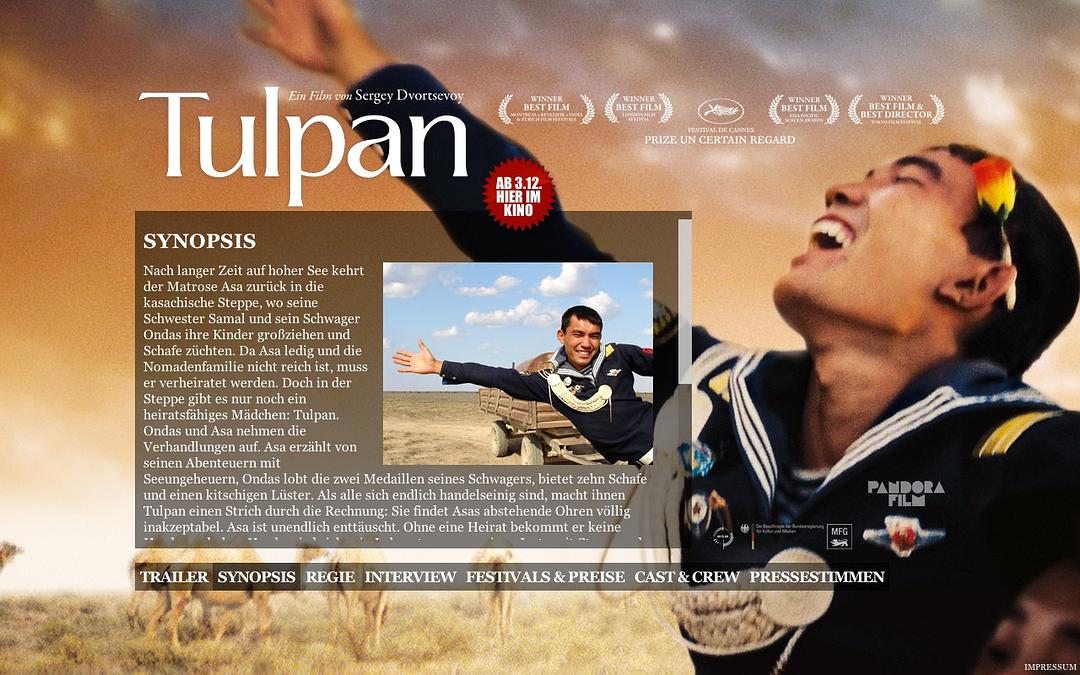 Ein Film von Sergey Dvortsevoy
Tulpan
WINNER
BEST FILM
MONTREAL • REYKJAVIK • INDIA
& ZURICH FILM FESTIVALS
WINNER
BEST FILM
LONDON FILM
FESTIVAL
FESTIVAL DE CANNES
PRIZE UN CERTAIN REGARD
WINNER
BEST FILM
ASIA PACIFIC
SCREEN AWARDS
WINNER
BEST FILM &
BEST DIRECTOR
TOKYO FILM FESTIVAL
AB 3.12.
HIER IM
KINO
SYNOPSIS
Nach langer Zeit auf hoher See kehrt
der Matrose Asa zurück in die
kasachische Steppe, wo seine
Schwester Samal und sein Schwager
Ondas ihre Kinder großziehen und
Schafe züchten. Da Asa ledig und die
Nomadenfamilie nicht reich ist, muss
er verheiratet werden. Doch in der
Steppe gibt es nur noch ein
heiratsfähiges Mädchen: Tulpan.
Ondas und Asa nehmen die
Verhandlungen auf. Asa erzählt von
seinen Abenteuern mit
Seeungeheuern, Ondas lobt die zwei Medaillen seines Schwagers, bietet zehn Schafe
und einen kitschigen Lüster. Als alle sich endlich handelseinig sind, macht ihnen
Tulpan einen Strich durch die Rechnung: Sie findet Asas abstehende Ohren völlig
inakzeptabel. Asa ist unendlich enttäuscht. Ohne eine Heirat bekommt er keine
PANDORA
FILM
Der Beauftragte der Bundesregierung
für Kultur und Medien
MFG
TRAILER SYNOPSIS REGIE INTERVIEW FESTIVALS & PREISE CAST & CREW PRESSESTIMMEN
IMPRESSUM